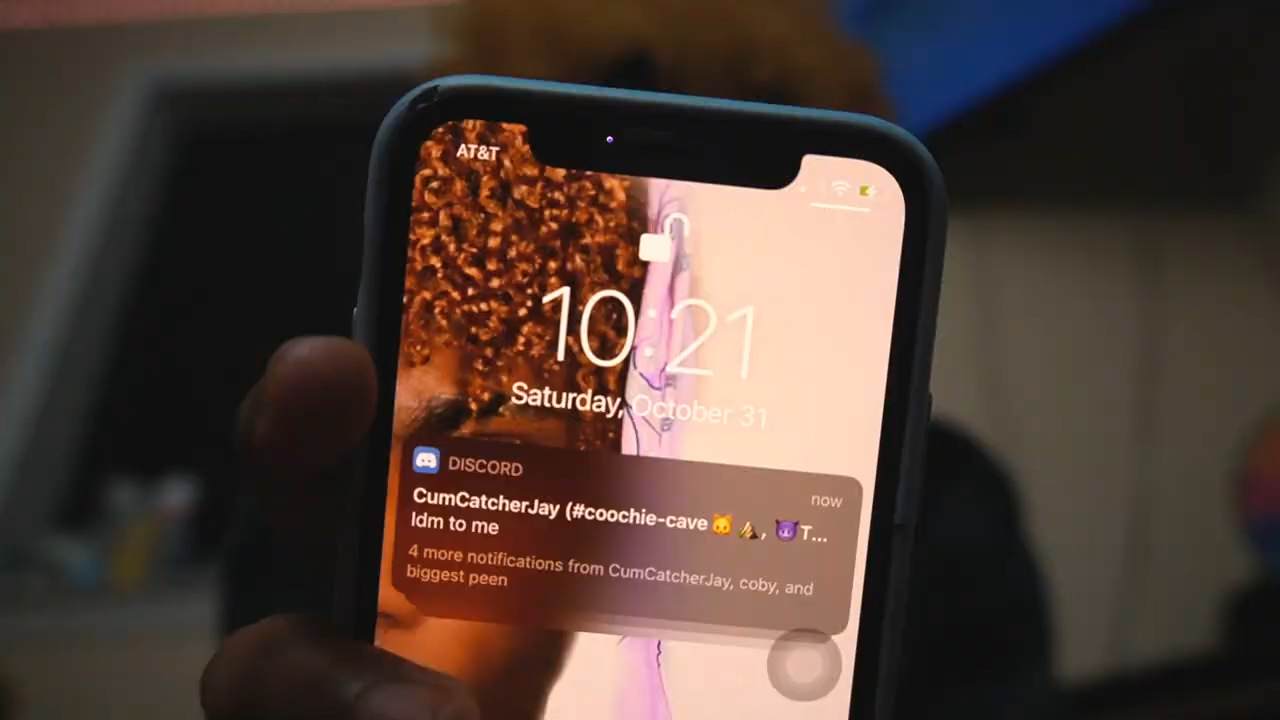 AT&T
10:21
Saturday, October 31
DISCORD
now
CumCatcherJay (#coochie-cave🐱⛰️, 😈T...
ldm to me
4 more notifications from CumCatcherJay, coby, and
biggest peen